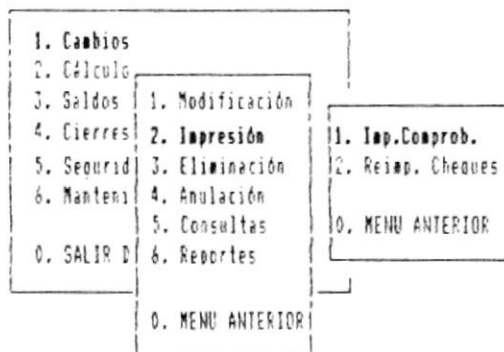 1. Cambios
2. Cálculo
3. Saldos
4. Cierres
5. Segurid
6. Manteni
0. SALIR D
1. Modificación
2. Impresión
3. Eliminación
4. Anulación
5. Consultas
6. Reportes
0. MENU ANTERIOR
1. Imp.Comprob.
2. Reimp. Cheques
0. MENU ANTERIOR